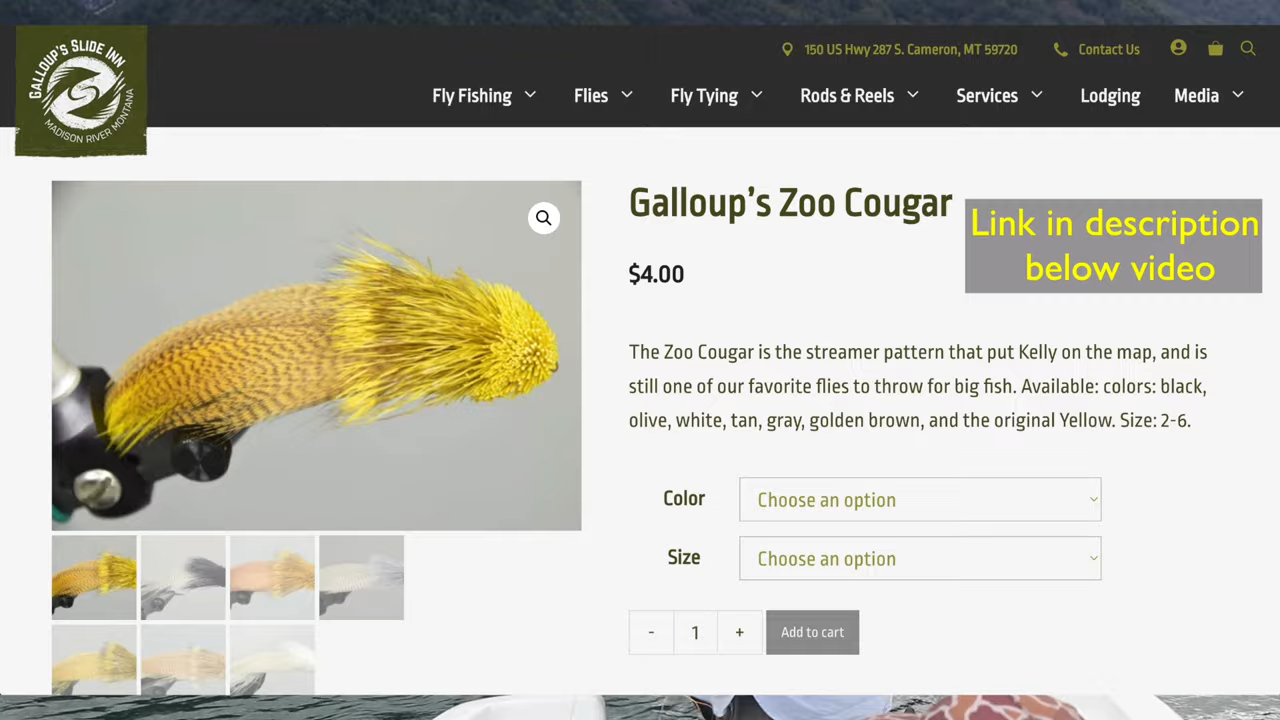 GALLOUP'S SLIDE INN
MADISON RIVER MONTANA
150 US Hwy 287 S. Cameron, MT 59720
Contact Us
Fly Fishing
Flies
Fly Tying
Rods & Reels
Services
Lodging
Media
Galloup's Zoo Cougar
Link in description
below video
$4.00
The Zoo Cougar is the streamer pattern that put Kelly on the map, and is
still one of our favorite flies to throw for big fish. Available: colors: black,
olive, white, tan, gray, golden brown, and the original Yellow. Size: 2-6.
Color
Choose an option
Size
Choose an option
- 1 +
Add to cart